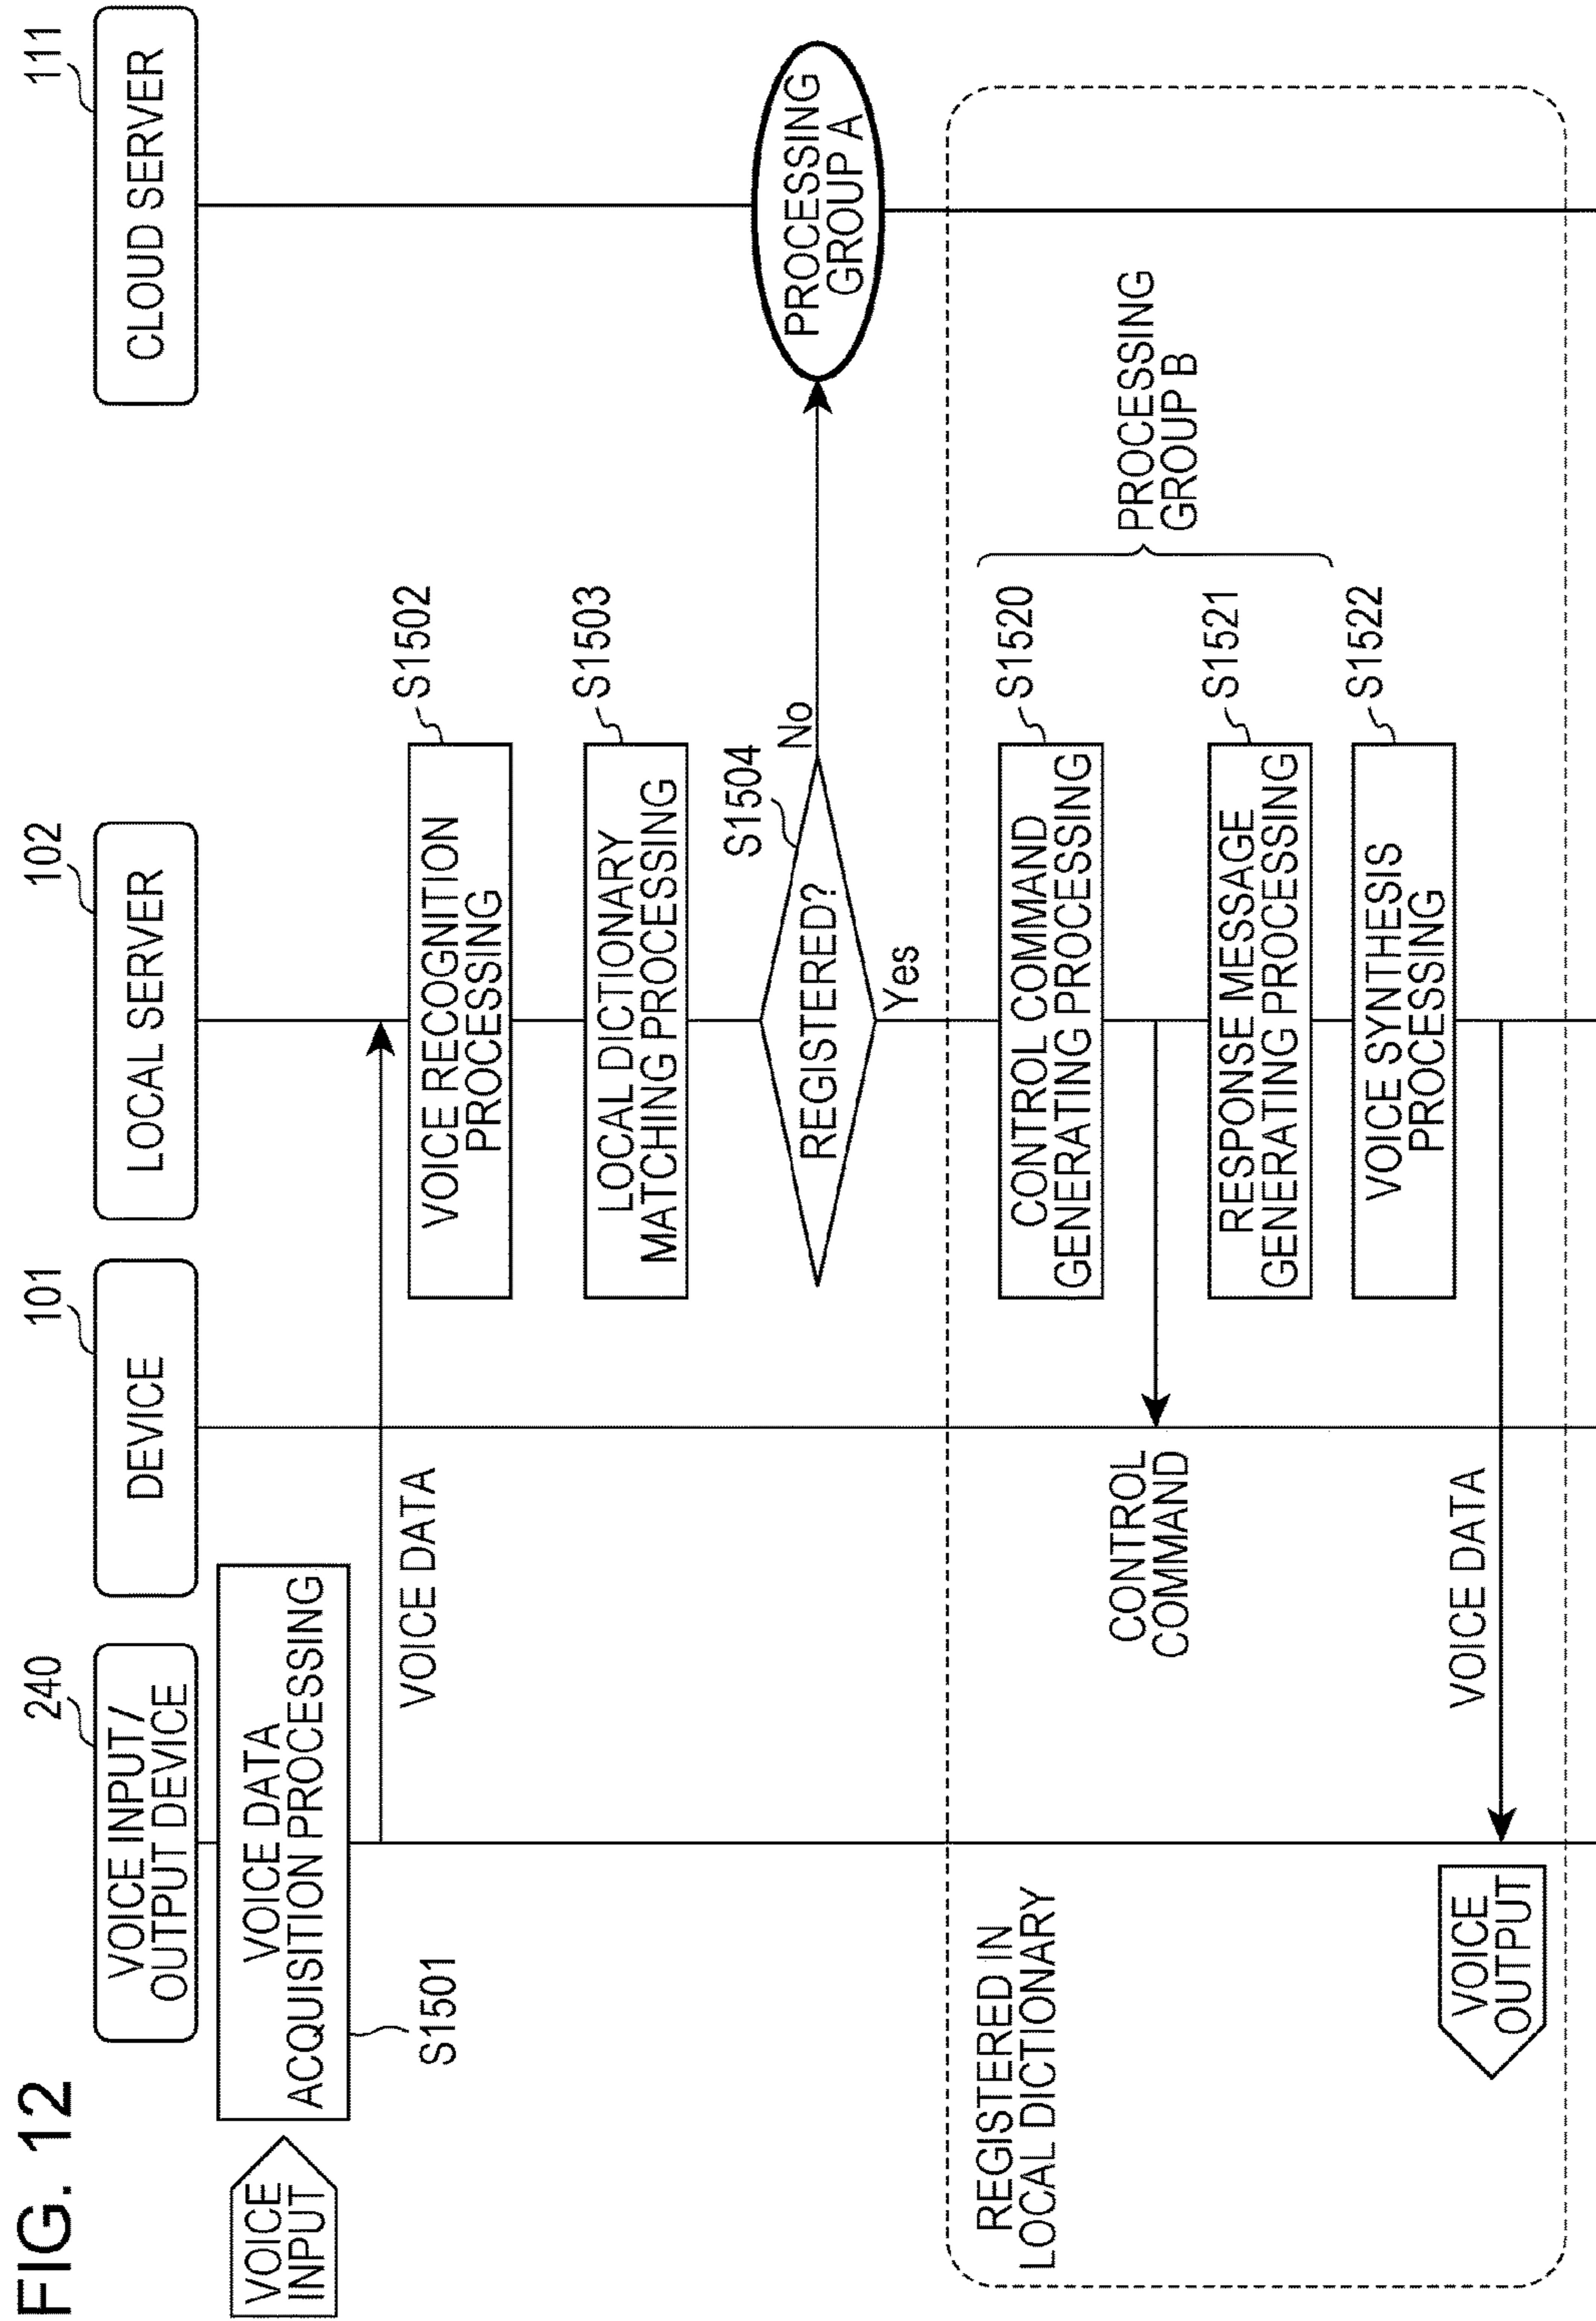 FIG. 12
240
VOICE INPUT/
OUTPUT DEVICE
101
DEVICE
102
LOCAL SERVER
111
CLOUD SERVER
VOICE
INPUT
VOICE DATA
ACQUISITION PROCESSING
S1501
VOICE DATA
VOICE RECOGNITION
PROCESSING
S1502
LOCAL DICTIONARY
MATCHING PROCESSING
S1503
REGISTERED?
S1504
No
Yes
PROCESSING
GROUP A
REGISTERED IN
LOCAL DICTIONARY
CONTROL COMMAND
GENERATING PROCESSING
S1520
PROCESSING
GROUP B
CONTROL
COMMAND
RESPONSE MESSAGE
GENERATING PROCESSING
S1521
VOICE SYNTHESIS
PROCESSING
S1522
VOICE DATA
VOICE
OUTPUT